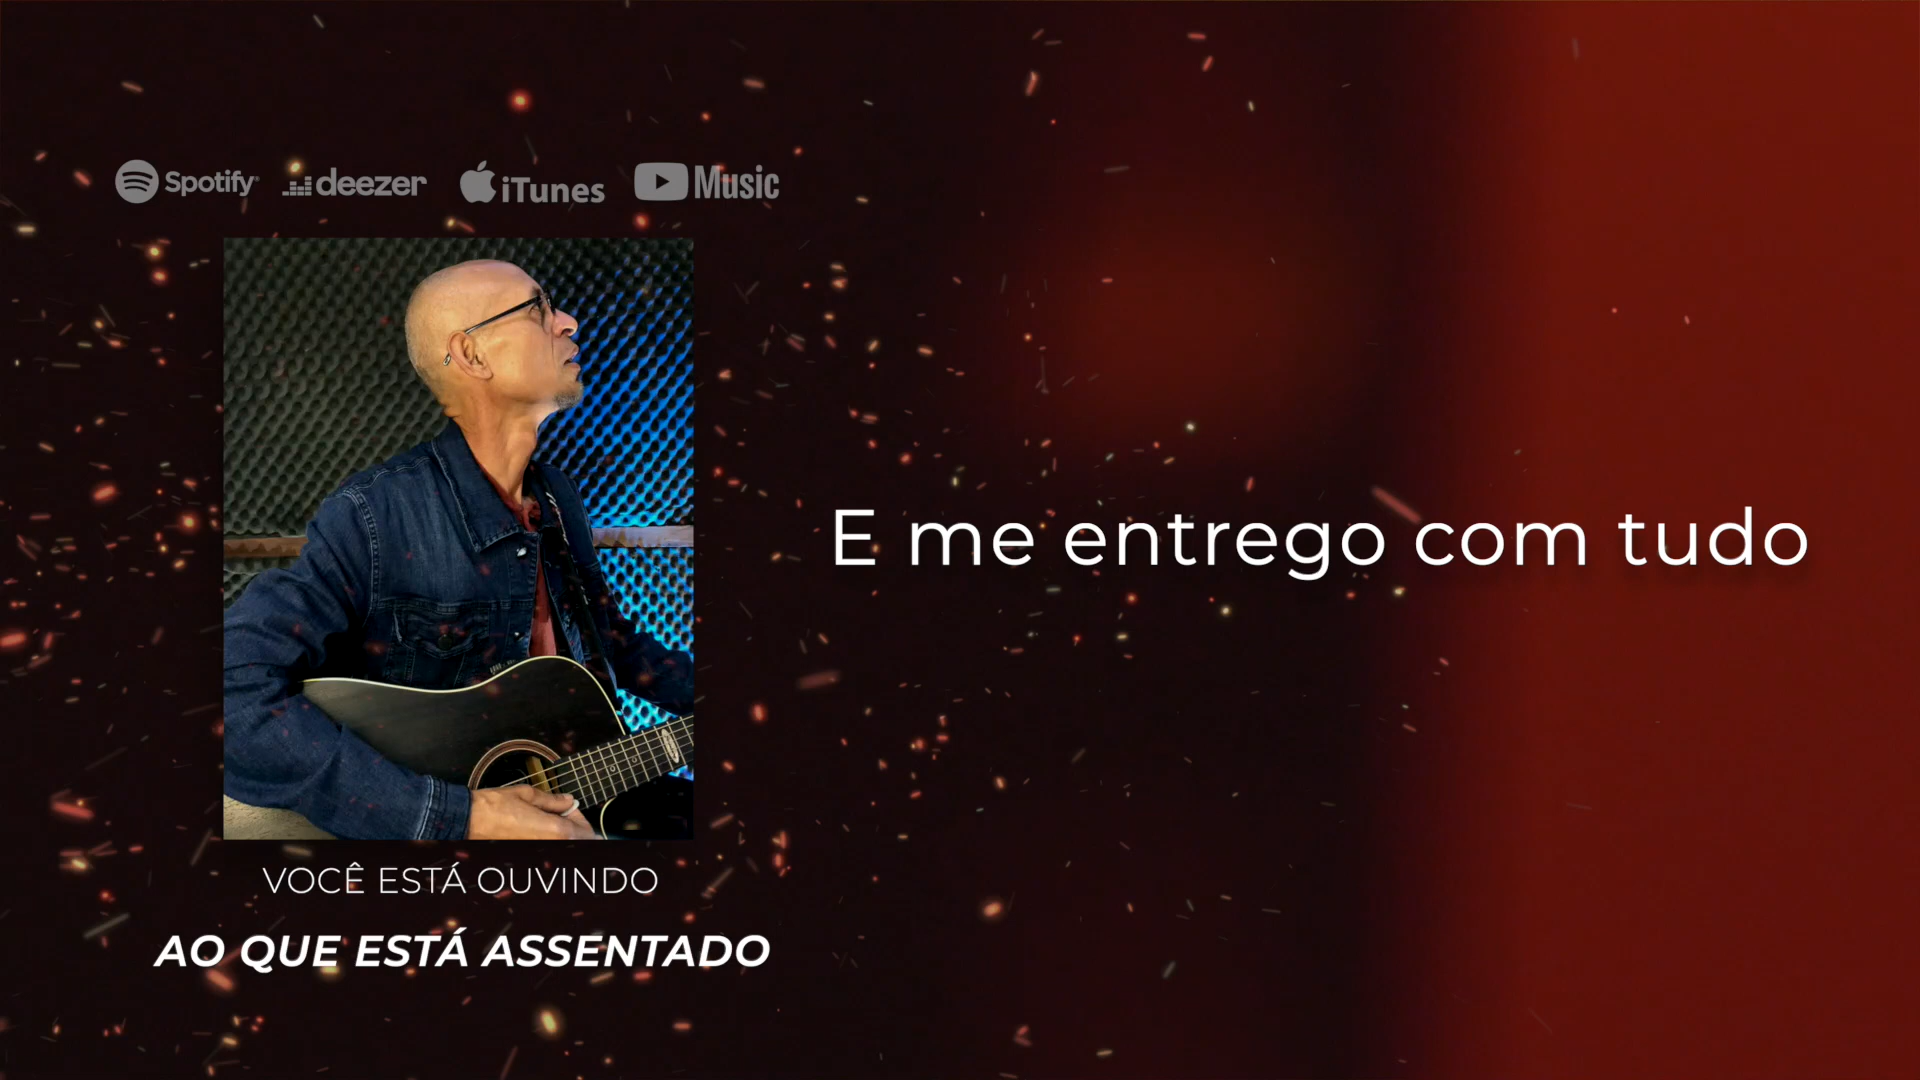 Spotify
deezer
iTunes
Music
E me entrego com tudo
VOCÊ ESTÁ OUVINDO
AO QUE ESTÁ ASSENTADO